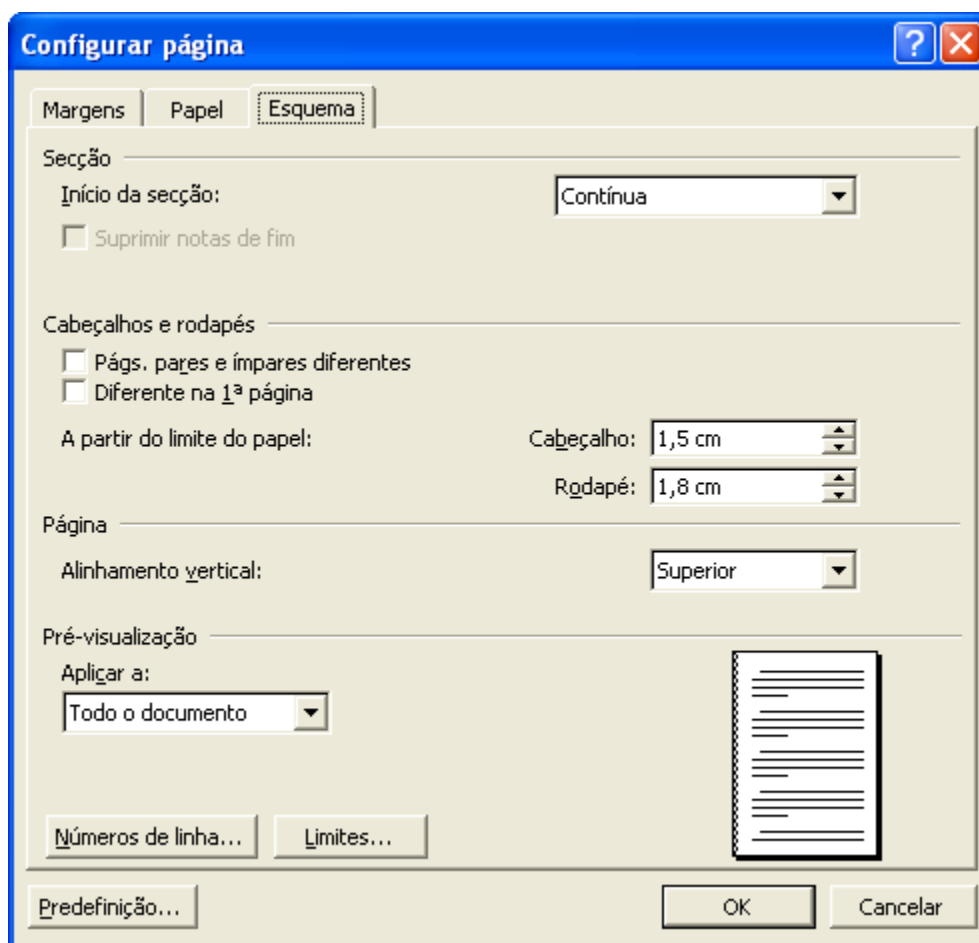 Configurar página
Margens Papel Esquema
Secção
Início da secção: Contínua
Suprimir notas de fim
Cabeçalhos e rodapés
Págs. pares e ímpares diferentes
Diferente na 1ª página
A partir do limite do papel: Cabeçalho: 1,5 cm
Rodapé: 1,8 cm
Página
Alinhamento vertical: Superior
Pré-visualização
Aplicar a:
Todo o documento
Números de linha... Limites...
Predefinição... OK Cancelar